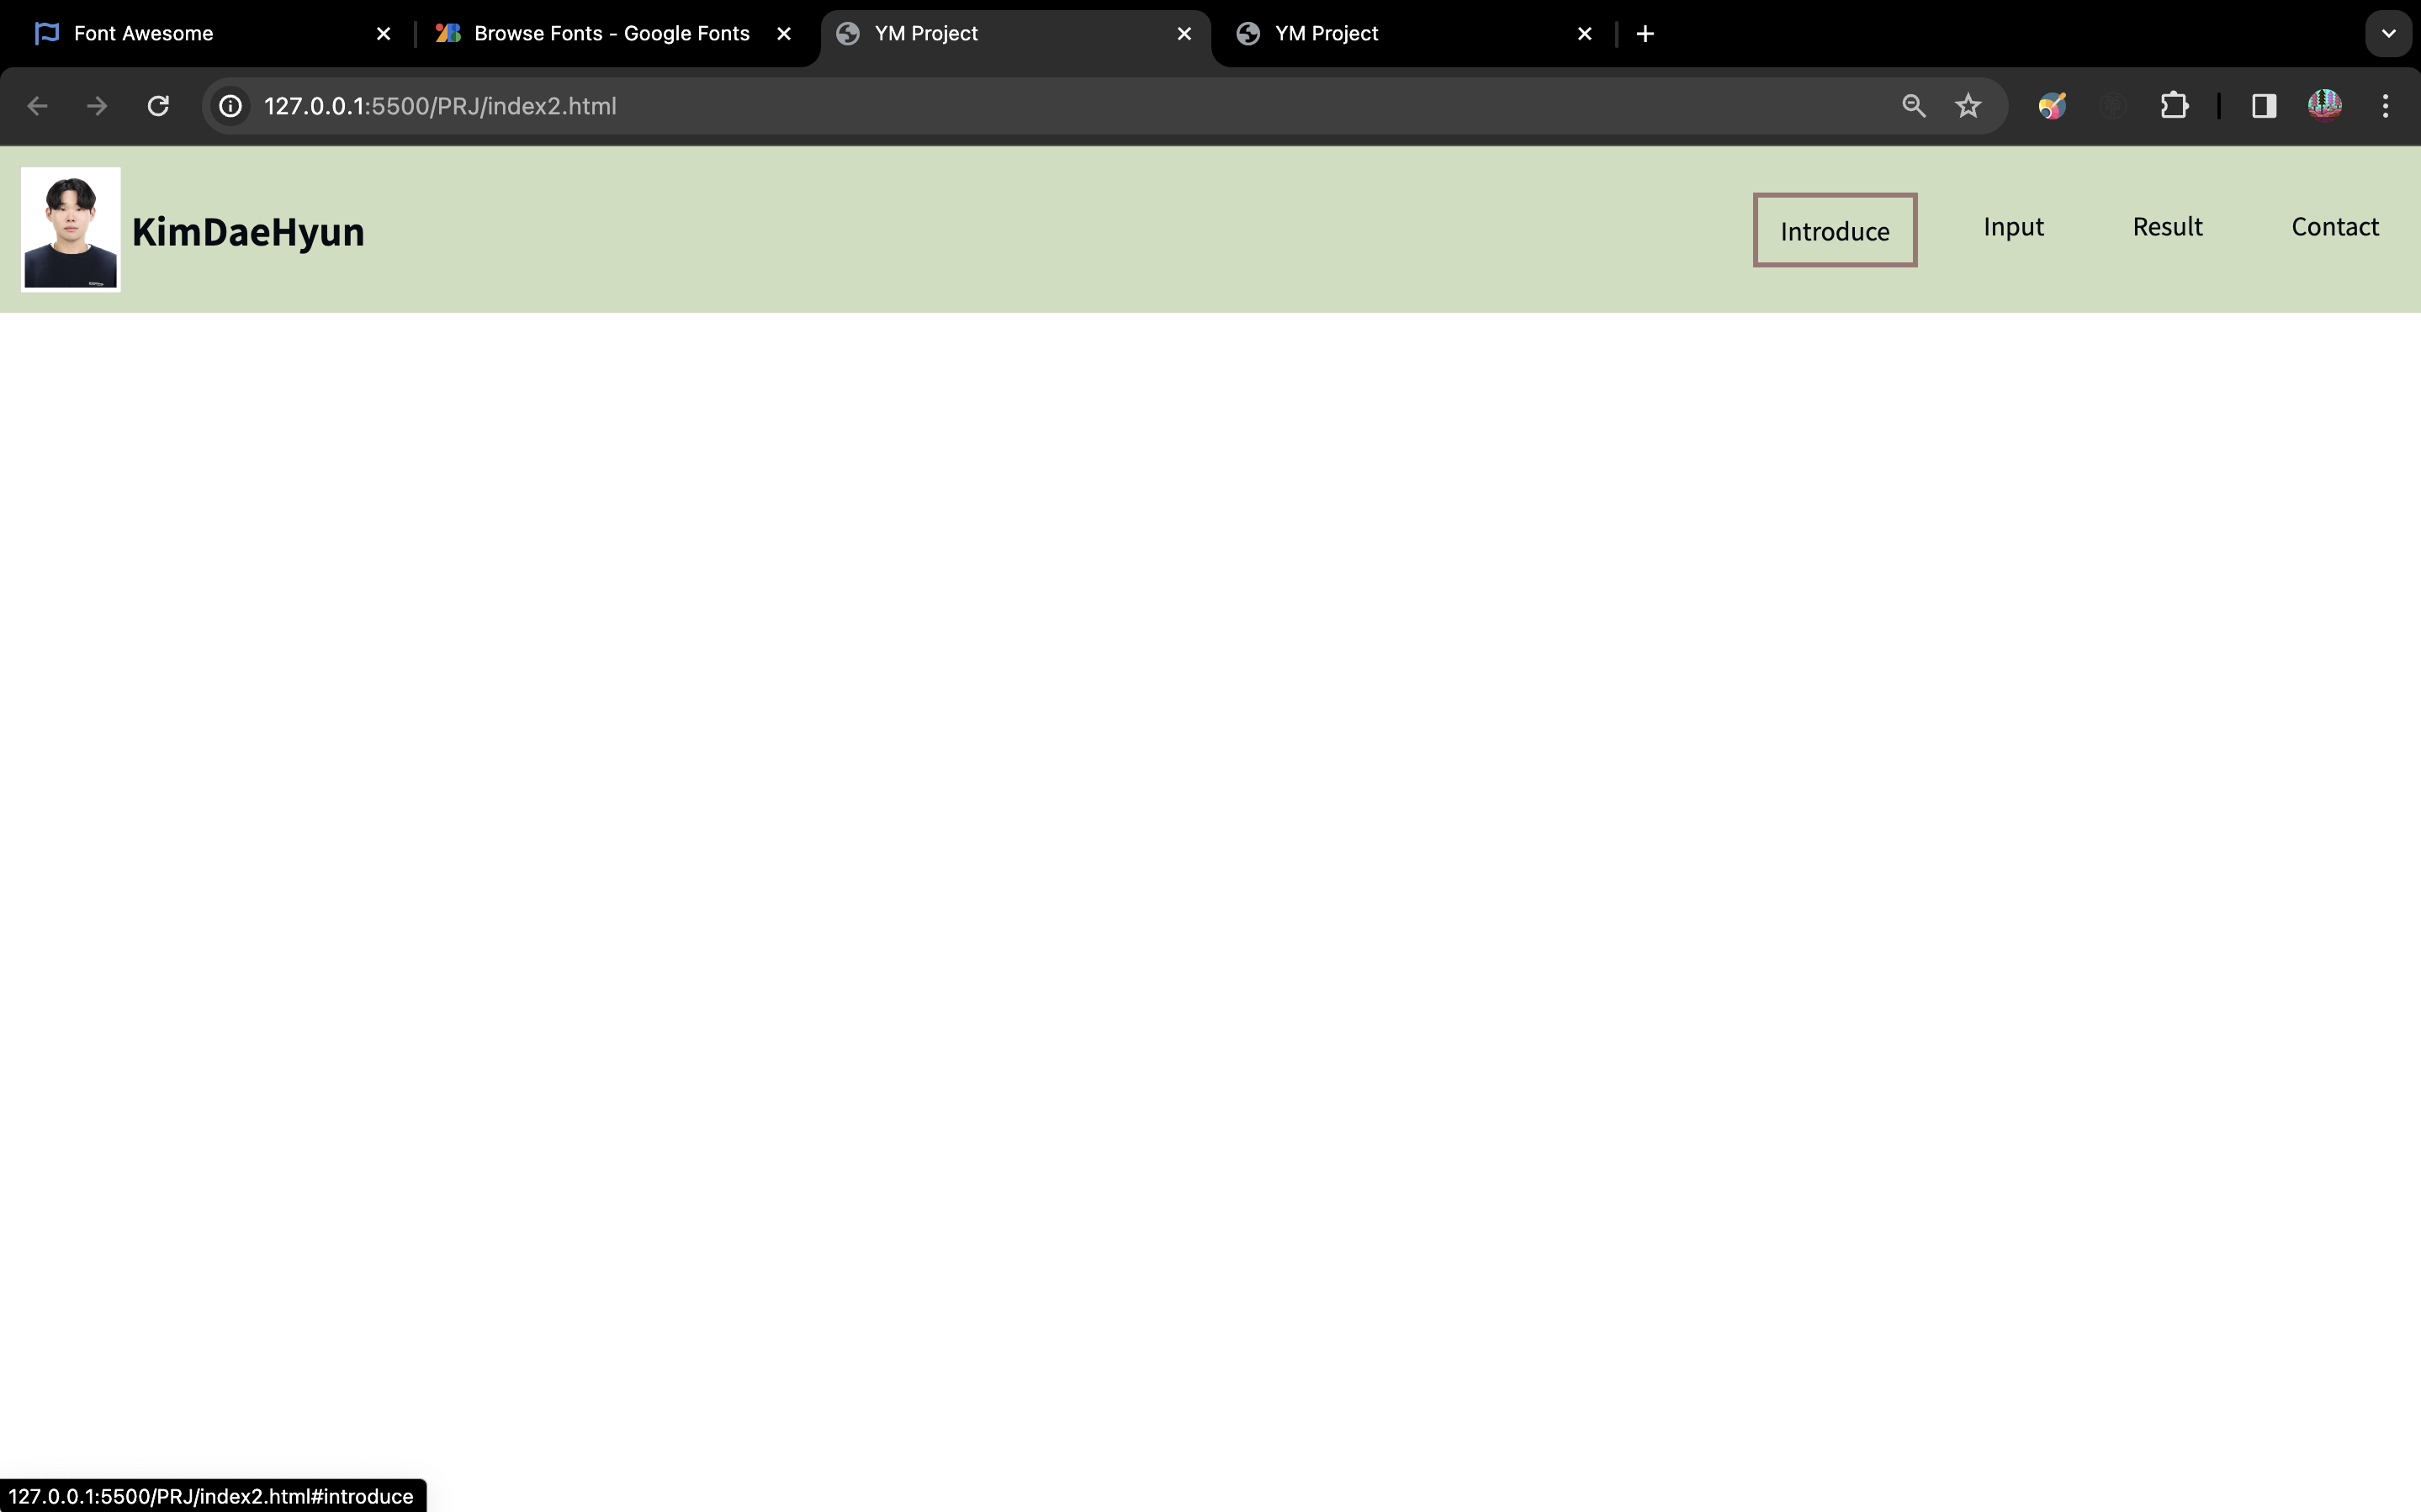 Font Awesome
Browse Fonts - Google Fonts
YM Project
YM Project
127.0.0.1:5500/PRJ/index2.html
KimDaeHyun
Introduce
Input
Result
Contact
127.0.0.1:5500/PRJ/index2.html#introduce